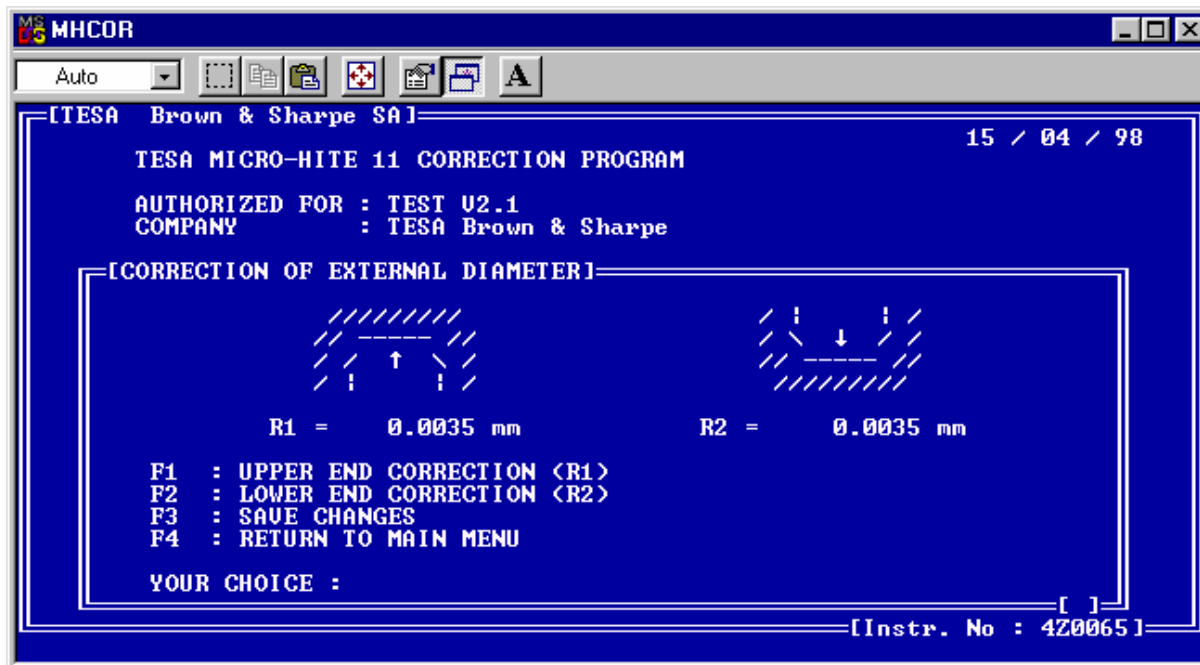 MHCOR
Auto
A
[TESA Brown & Sharpe SA]
15 / 04 / 98
TESA MICRO-HITE 11 CORRECTION PROGRAM
AUTHORIZED FOR : TEST V2.1
COMPANY : TESA Brown & Sharpe
[CORRECTION OF EXTERNAL DIAMETER]
R1 = 0.0035 mm R2 = 0.0035 mm
F1 : UPPER END CORRECTION (R1)
F2 : LOWER END CORRECTION (R2)
F3 : SAVE CHANGES
F4 : RETURN TO MAIN MENU
YOUR CHOICE :
[ ]
[Instr. No : 4Z0065]